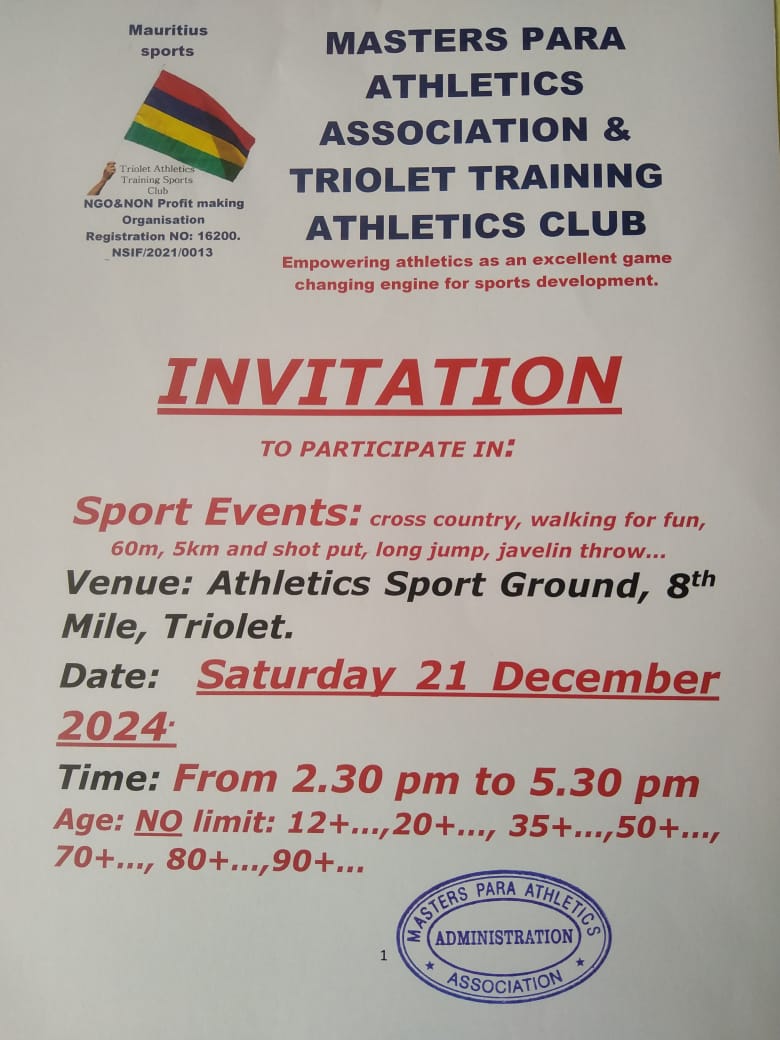 Mauritius
sports
Triolet Athletics
Training Sports
Club
NGO&NON Profit making
Organisation
Registration NO: 16200.
NSIF/2021/0013
MASTERS PARA
ATHLETICS
ASSOCIATION &
TRIOLET TRAINING
ATHLETICS CLUB
Empowering athletics as an excellent game
changing engine for sports development.
INVITATION
TO PARTICIPATE IN:
Sport Events: cross country, walking for fun,
60m, 5km and shot put, long jump, javelin throw...
Venue: Athletics Sport Ground, 8th
Mile, Triolet.
Date: Saturday 21 December
2024.
Time: From 2.30 pm to 5.30 pm
Age: NO limit: 12+...,20+..., 35+...,50+...,
70+..., 80+...,90+...
1
MASTERS PARA ATHLETICS
ADMINISTRATION
ASSOCIATION